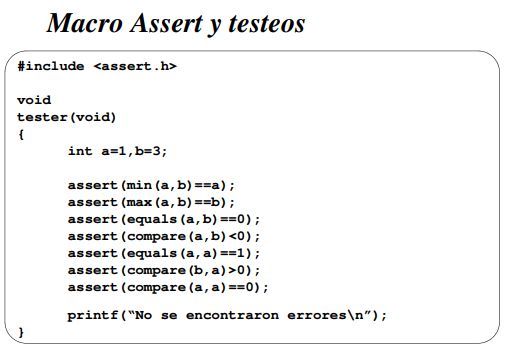 Macro Assert y testeos
#include <assert.h>
void
tester(void)
{
int a=1,b=3;
assert(min(a,b)==a);
assert(max(a,b)==b);
assert(equals(a,b)==0);
assert(compare(a,b)<0);
assert(equals(a,a)==1);
assert(compare(b,a)>0);
assert(compare(a,a)==0);
printf(“No se encontraron errores\n”);
}